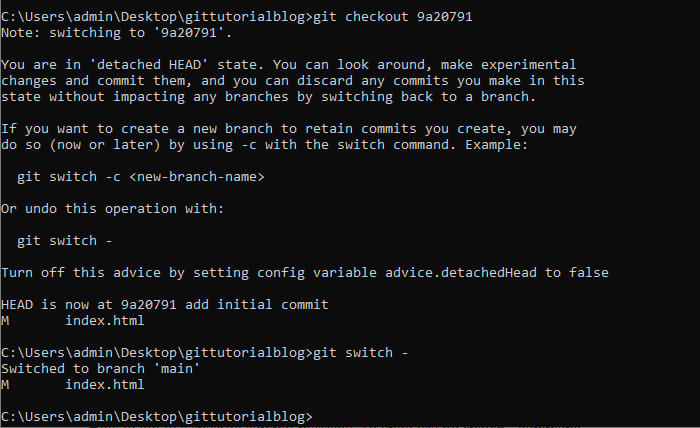 C:\Users\admin\Desktop\gittutorialblog>git checkout 9a20791
Note: switching to '9a20791'.
You are in 'detached HEAD' state. You can look around, make experimental
changes and commit them, and you can discard any commits you make in this
state without impacting any branches by switching back to a branch.
If you want to create a new branch to retain commits you create, you may
do so (now or later) by using -c with the switch command. Example:
git switch -c <new-branch-name>
Or undo this operation with:
git switch -
Turn off this advice by setting config variable advice.detachedHead to false
HEAD is now at 9a20791 add initial commit
M       index.html
C:\Users\admin\Desktop\gittutorialblog>git switch -
Switched to branch 'main'
M       index.html
C:\Users\admin\Desktop\gittutorialblog>